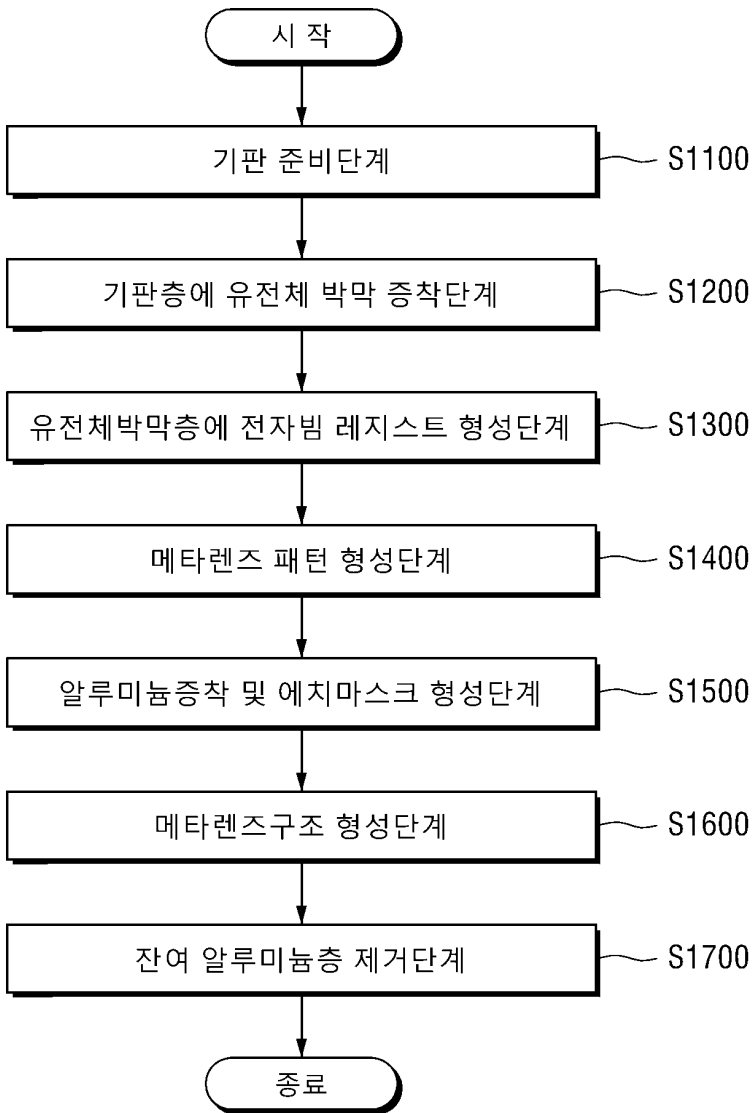 시 작
기판 준비단계
S1100
기판층에 유전체 박막 증착단계
S1200
유전체박막층에 전자빔 레지스트 형성단계
S1300
메타렌즈 패턴 형성단계
S1400
알루미늄증착 및 에치마스크 형성단계
S1500
메타렌즈구조 형성단계
S1600
잔여 알루미늄층 제거단계
S1700
종료